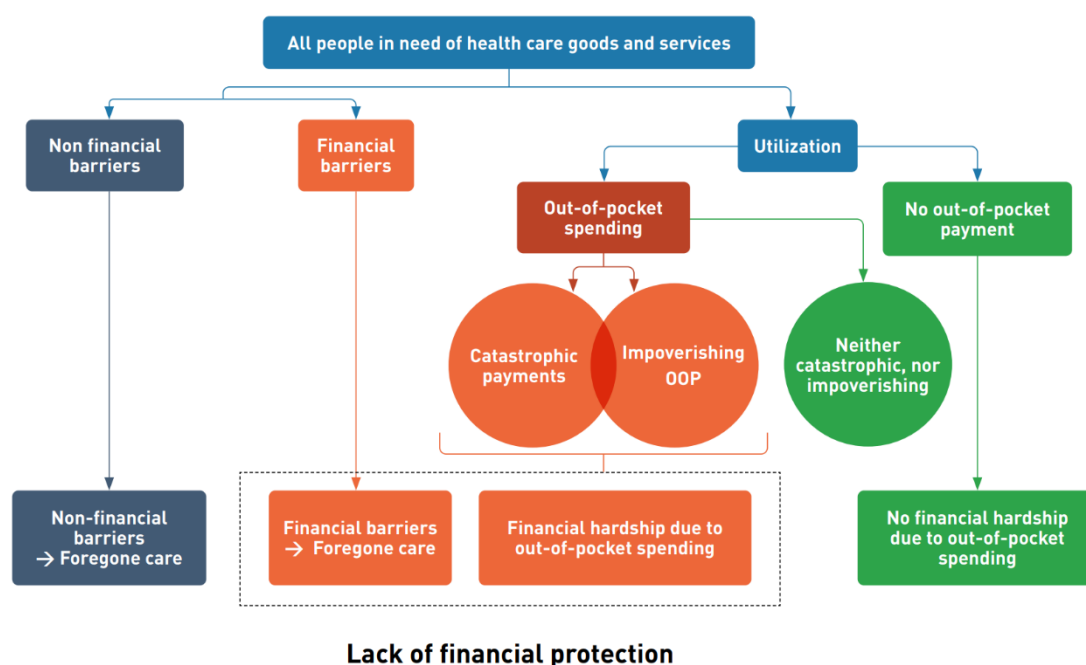 All people in need of health care goods and services
Non financial
barriers
Financial
barriers
Utilization
Out-of-pocket
spending
No out-of-pocket
payment
Catastrophic
payments
Impoverishing
OOP
Neither
catastrophic, nor
impoverishing
Non-financial
barriers
→ Foregone care
Financial barriers
→ Foregone care
Financial hardship due to
out-of-pocket spending
No financial hardship
due to out-of-pocket
spending
Lack of financial protection